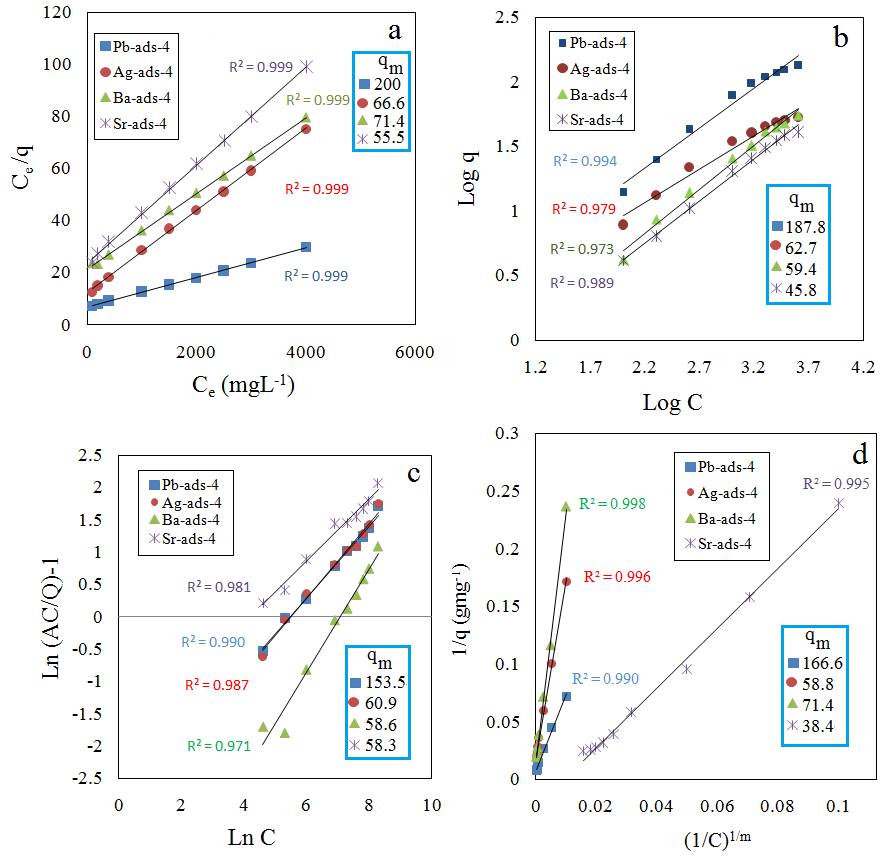 a
Pb-ads-4
Ag-ads-4
Ba-ads-4
Sr-ads-4
R² = 0.999
R² = 0.999
R² = 0.999
R² = 0.999
qm
200
66.6
71.4
55.5
120
100
80
60
40
20
0
0 2000 4000 6000
Ce/q
Ce (mgL-1)
b
Pb-ads-4
Ag-ads-4
Ba-ads-4
Sr-ads-4
R² = 0.994
R² = 0.979
R² = 0.973
R² = 0.989
qm
187.8
62.7
59.4
45.8
2.5
2
1.5
1
0.5
0
1.2 1.7 2.2 2.7 3.2 3.7 4.2
Log q
Log C
c
Pb-ads-4
Ag-ads-4
Ba-ads-4
Sr-ads-4
R² = 0.981
R² = 0.990
R² = 0.987
R² = 0.971
qm
153.5
60.9
58.6
58.3
2.5
2
1.5
1
0.5
0
-0.5
-1
-1.5
-2
-2.5
0 2 4 6 8 10
Ln (AC/Q)-1
Ln C
d
Pb-ads-4
Ag-ads-4
Ba-ads-4
Sr-ads-4
R² = 0.995
R² = 0.998
R² = 0.996
R² = 0.990
qm
166.6
58.8
71.4
38.4
0.3
0.25
0.2
0.15
0.1
0.05
0
0 0.02 0.04 0.06 0.08 0.1
1/q (gmg-1)
(1/C)1/m